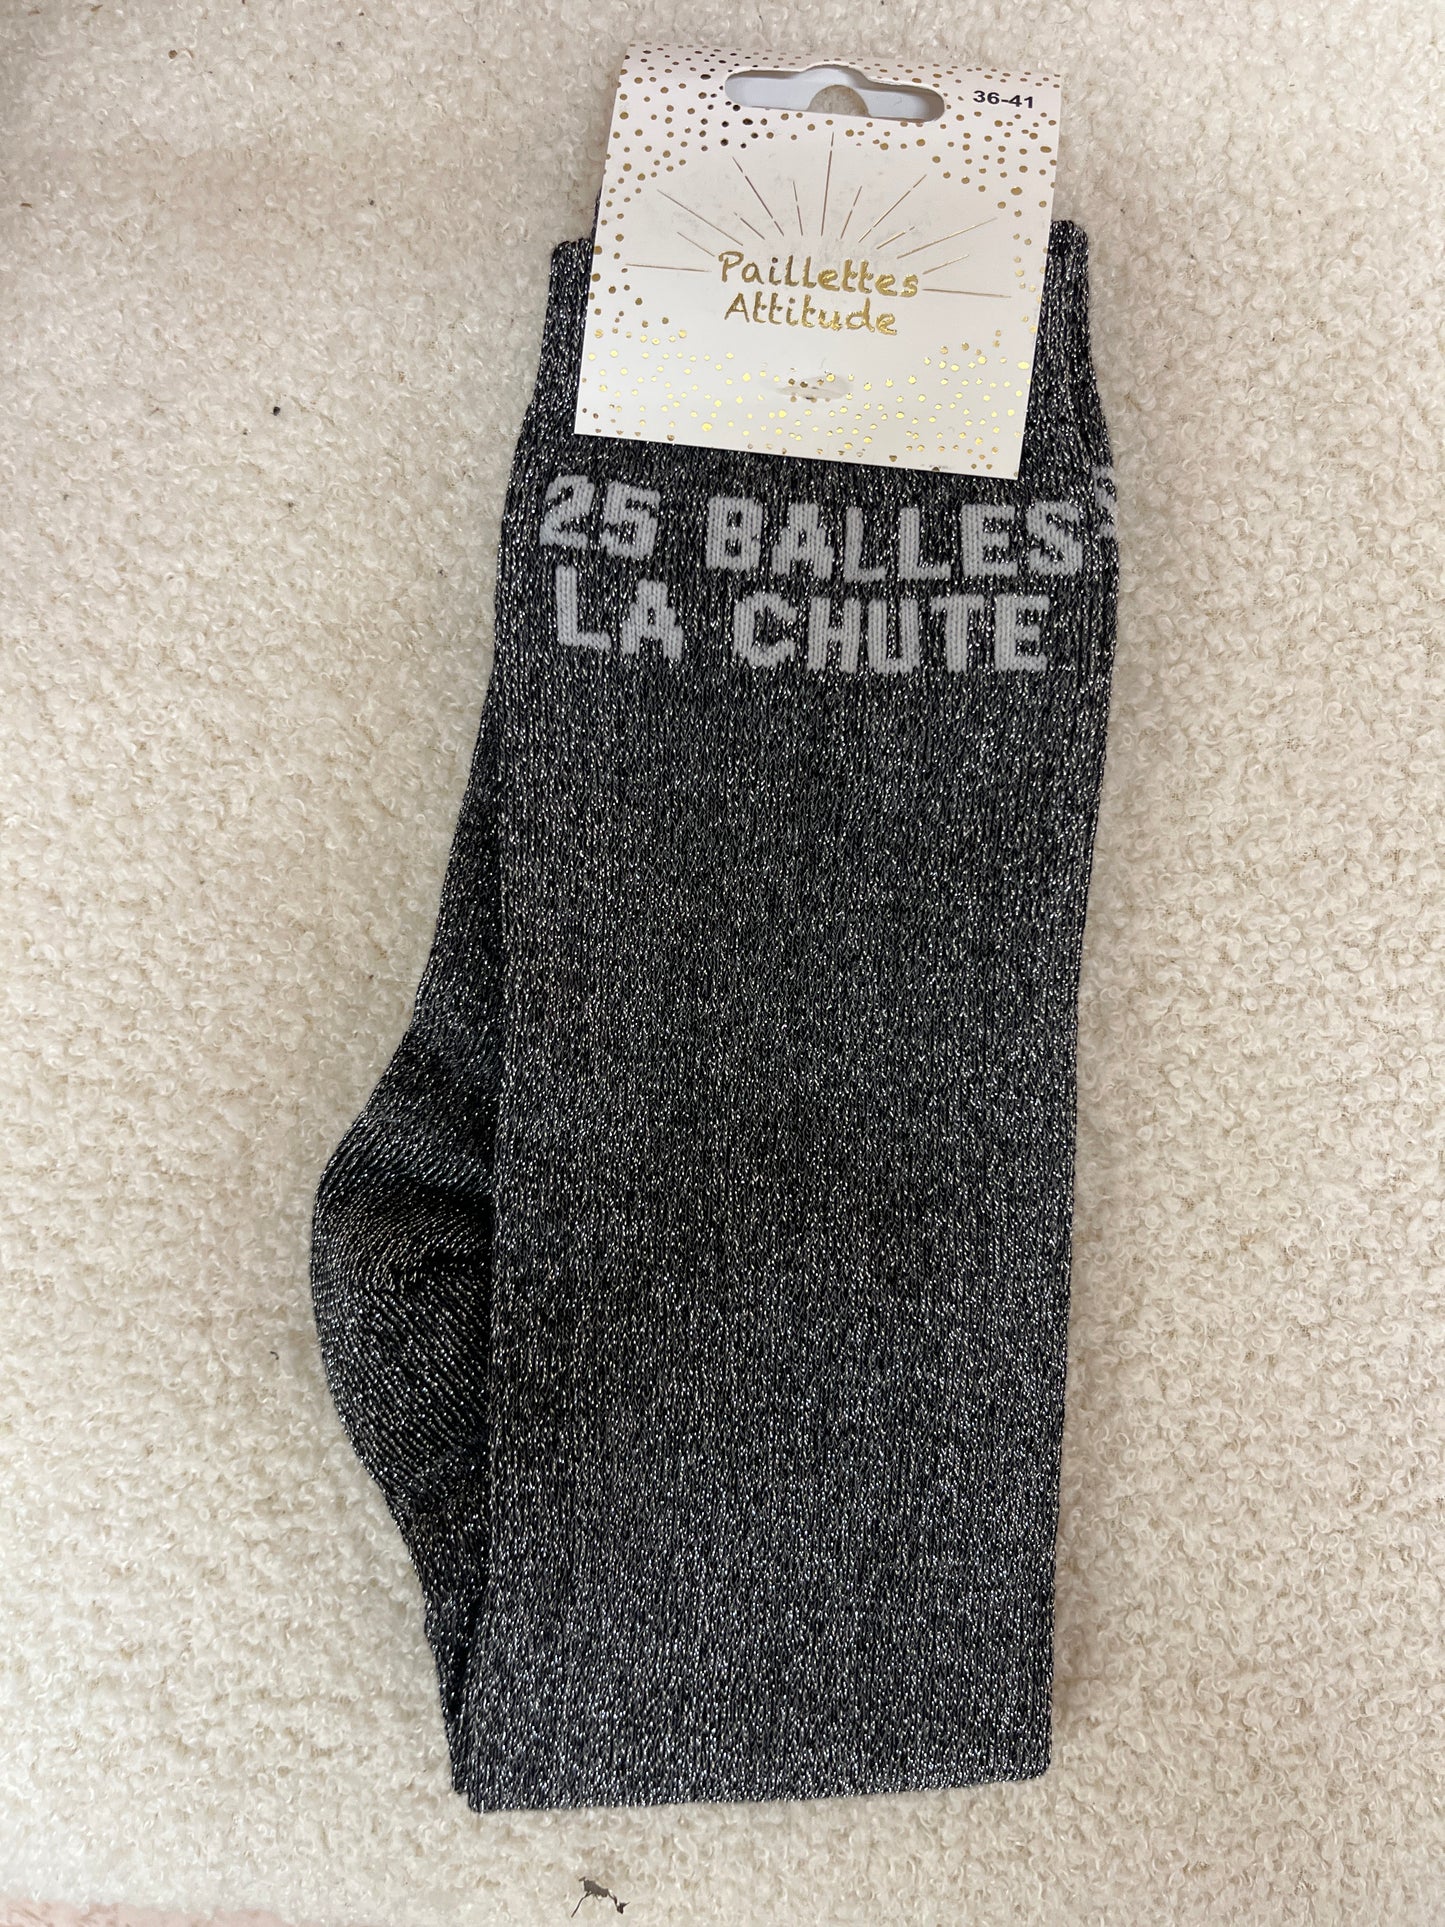 36-41
Paillettes
Attitude
25 BALLES
LA CHUTE